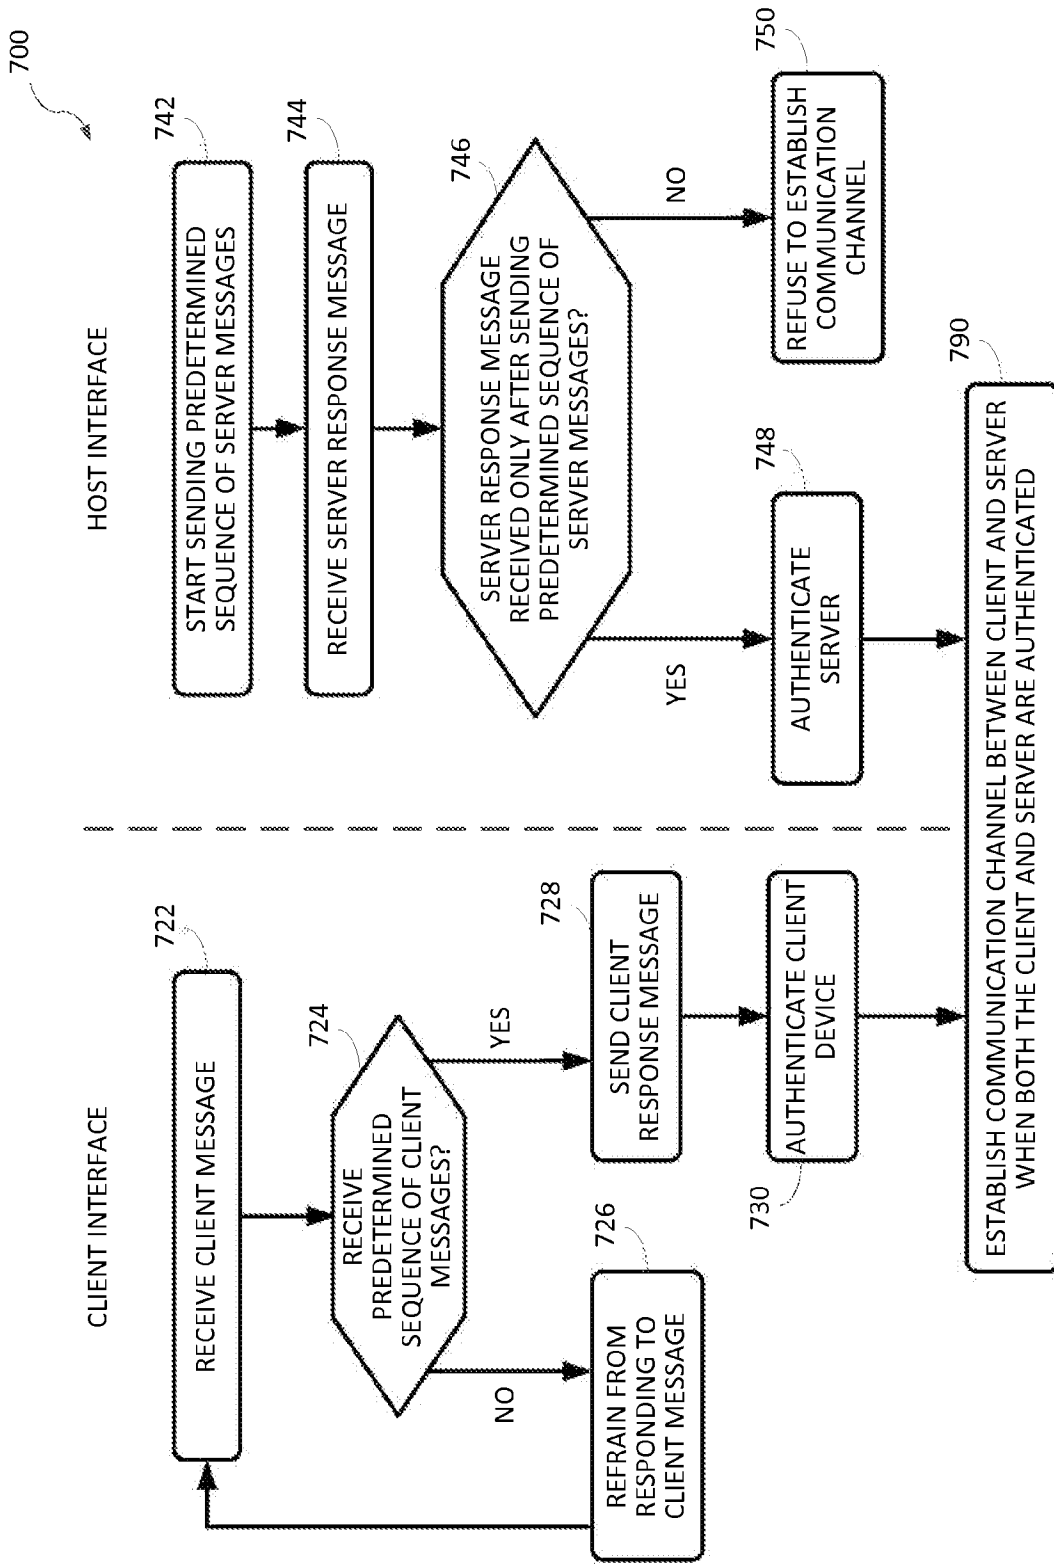 700
CLIENT INTERFACE
722
RECEIVE CLIENT MESSAGE
724
RECEIVE
PREDETERMINED
SEQUENCE OF CLIENT
MESSAGES?
NO
YES
726
REFRAIN FROM
RESPONDING TO
CLIENT MESSAGE
728
SEND CLIENT
RESPONSE MESSAGE
730
AUTHENTICATE CLIENT
DEVICE
HOST INTERFACE
742
START SENDING PREDETERMINED
SEQUENCE OF SERVER MESSAGES
744
RECEIVE SERVER RESPONSE MESSAGE
746
SERVER RESPONSE MESSAGE
RECEIVED ONLY AFTER SENDING
PREDETERMINED SEQUENCE OF
SERVER MESSAGES?
YES
NO
748
AUTHENTICATE
SERVER
750
REFUSE TO ESTABLISH
COMMUNICATION
CHANNEL
790
ESTABLISH COMMUNICATION CHANNEL BETWEEN CLIENT AND SERVER
WHEN BOTH THE CLIENT AND SERVER ARE AUTHENTICATED